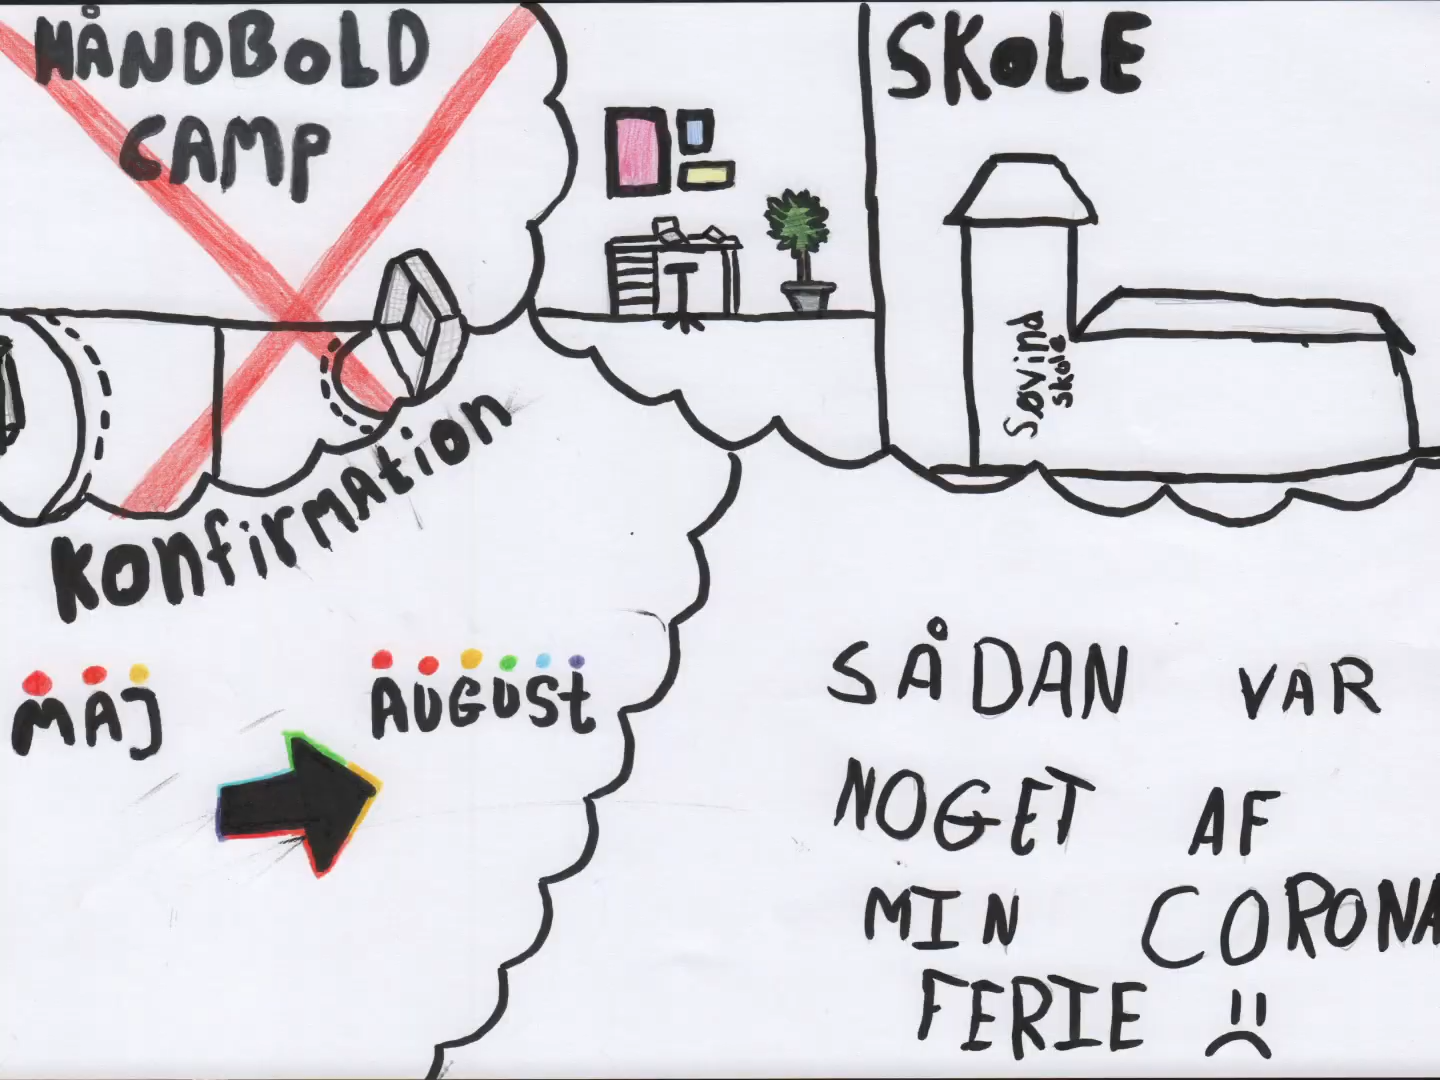 HÅNDBOLD
CAMP
SKOLE
Søvind
skole
Konfirmation
MAJ
AUGUSt
SÅDAN VAR
NOGET AF
MIN CORONA
FERIE :(